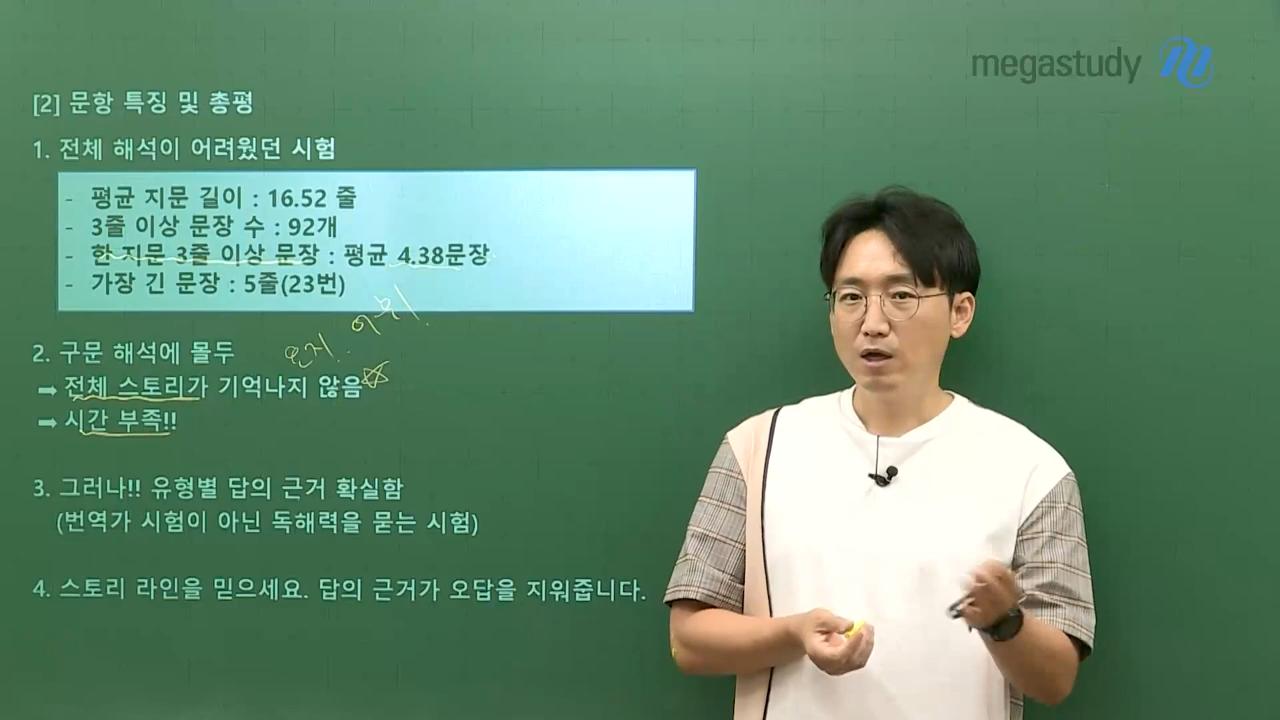 megastudy
[2] 문항 특징 및 총평
1. 전체 해석이 어려웠던 시험
- 평균 지문 길이 : 16.52 줄
- 3줄 이상 문장 수 : 92개
- 한 지문 3줄 이상 문장 : 평균 4.38문장
- 가장 긴 문장 : 5줄(23번)
어휘!
요지.
2. 구문 해석에 몰두
➡ 전체 스토리가 기억나지 않음
➡ 시간 부족!!
3. 그러나!! 유형별 답의 근거 확실함
(번역가 시험이 아닌 독해력을 묻는 시험)
4. 스토리 라인을 믿으세요. 답의 근거가 오답을 지워줍니다.